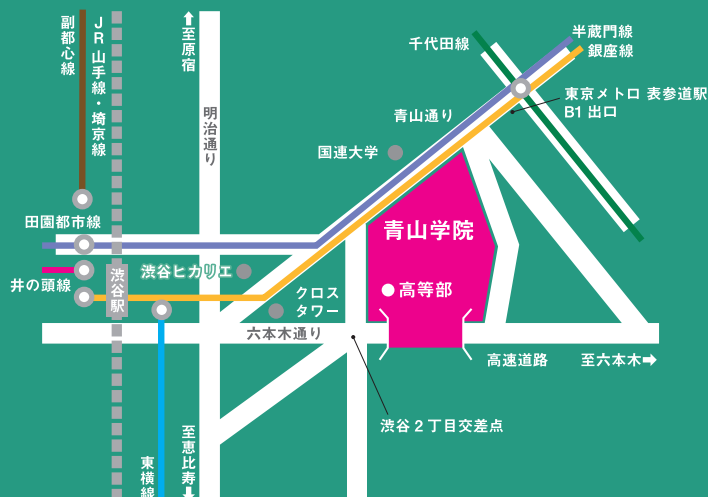 副都心線
JR山手線・埼京線
⬆至原宿
明治通り
千代田線
半蔵門線
銀座線
東京メトロ 表参道駅
B1 出口
青山通り
国連大学
田園都市線
青山学院
井の頭線
渋谷駅
渋谷ヒカリエ
クロス
タワー
高等部
六本木通り
高速道路
至六本木➡
渋谷2丁目交差点
東横線
至恵比寿⬇